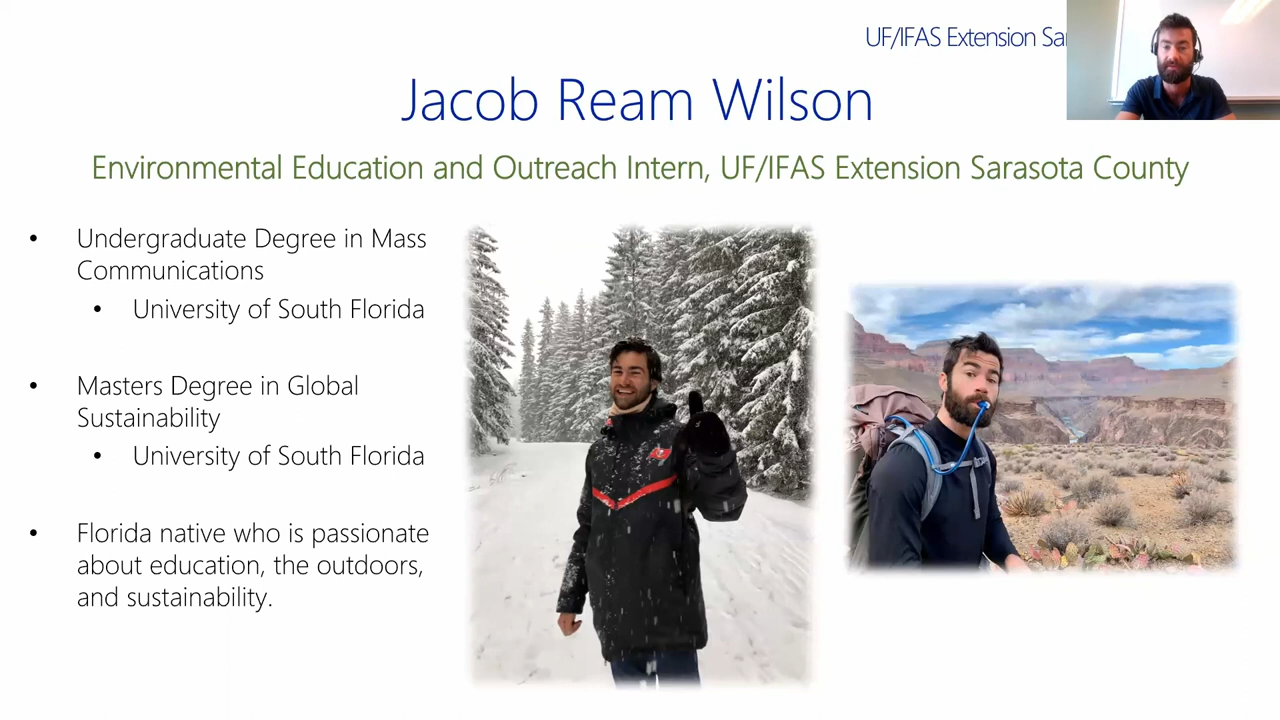 UF/IFAS Extension
Jacob Ream Wilson
Environmental Education and Outreach Intern, UF/IFAS Extension Sarasota County
• Undergraduate Degree in Mass
Communications
• University of South Florida
• Masters Degree in Global
Sustainability
• University of South Florida
• Florida native who is passionate
about education, the outdoors,
and sustainability.